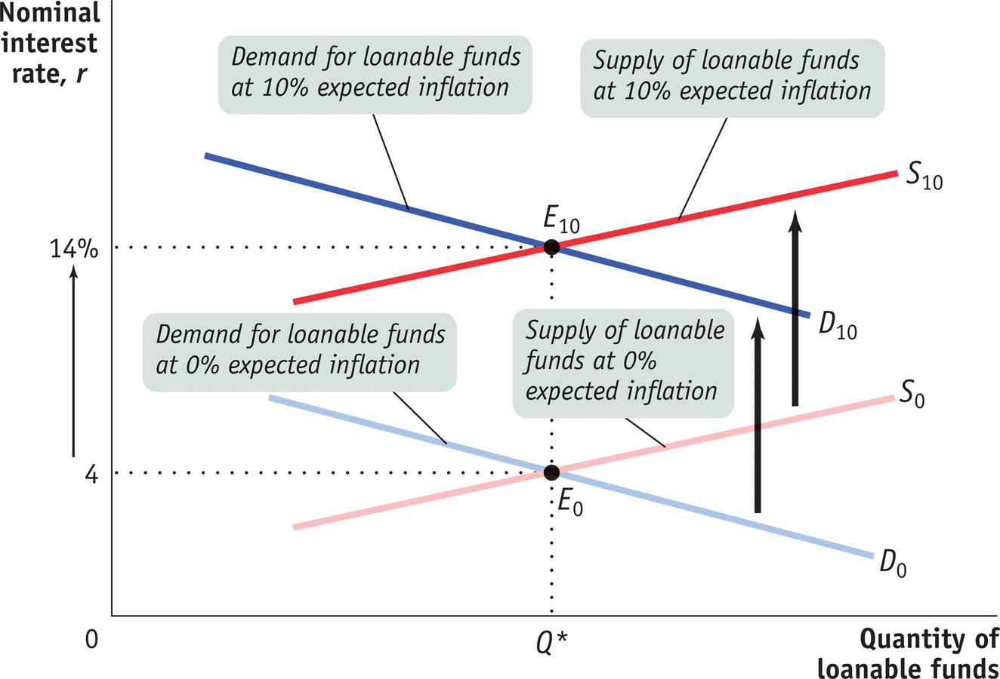 Nominal
interest
rate, r
Demand for loanable funds
at 10% expected inflation
Supply of loanable funds
at 10% expected inflation
S10
E10
14%
D10
Demand for loanable funds
at 0% expected inflation
Supply of loanable
funds at 0%
expected inflation
S0
4
E0
D0
0
Q*
Quantity of
loanable funds